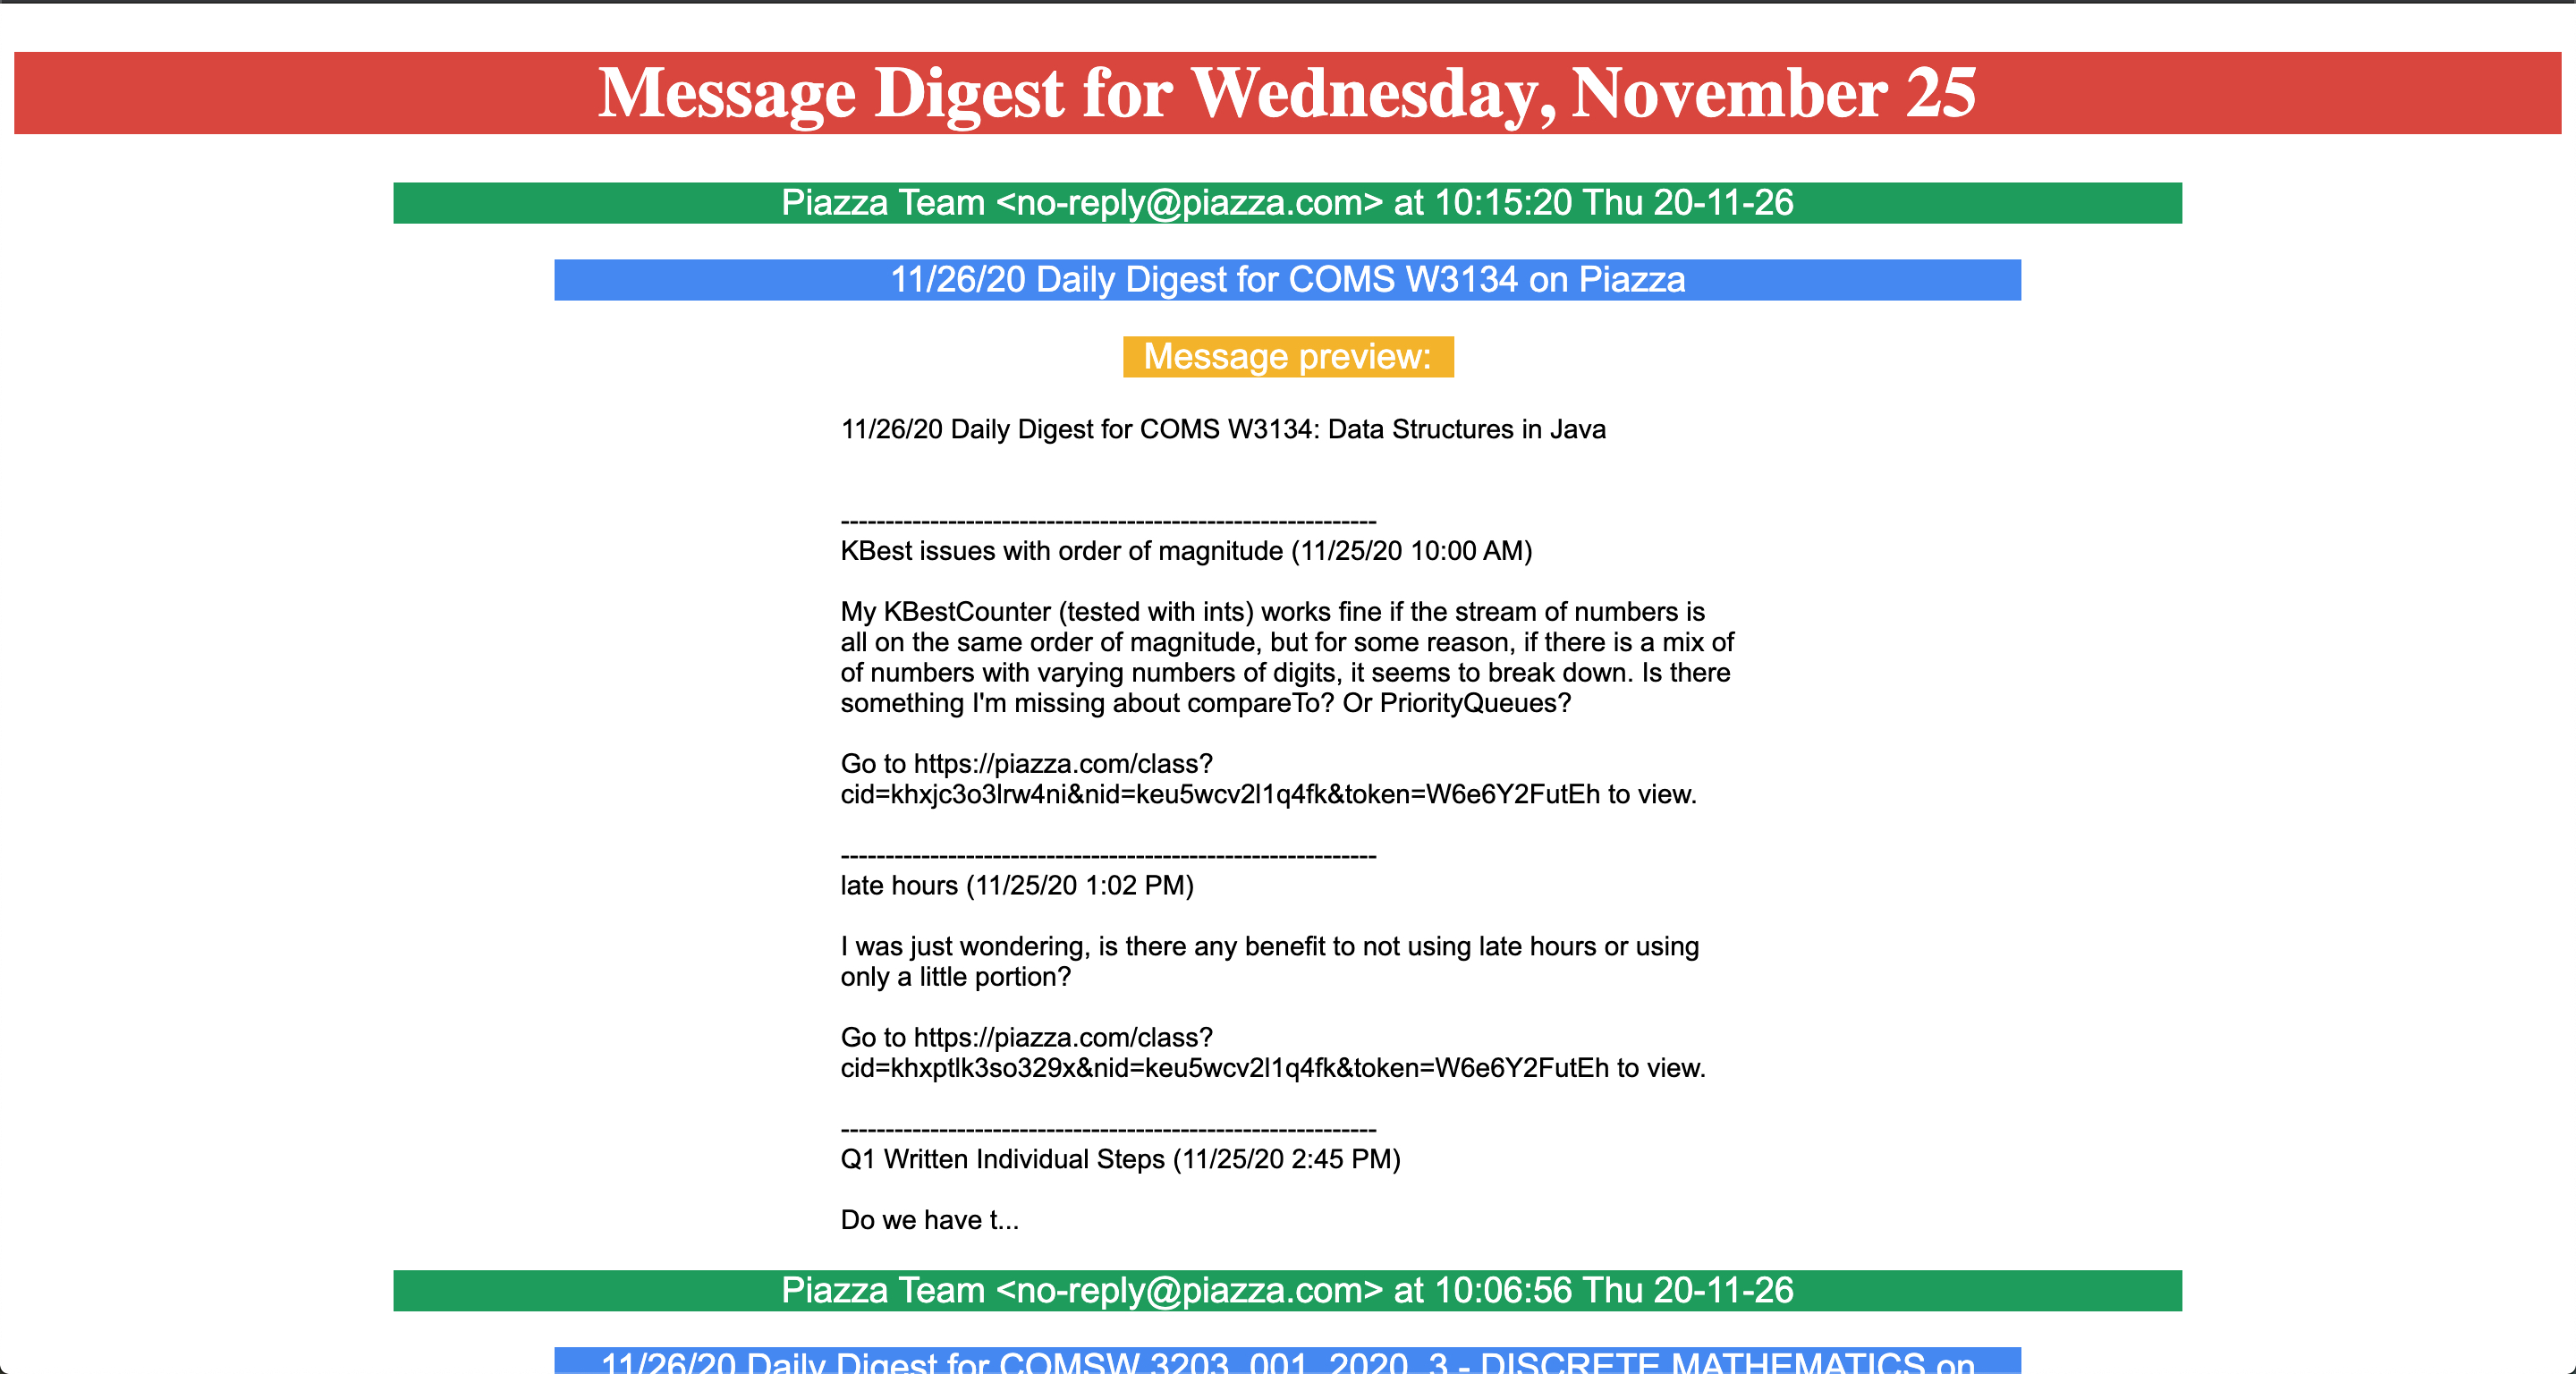 Message Digest for Wednesday, November 25
Piazza Team <no-reply@piazza.com> at 10:15:20 Thu 20-11-26
11/26/20 Daily Digest for COMS W3134 on Piazza
Message preview:
11/26/20 Daily Digest for COMS W3134: Data Structures in Java
------------------------------------------------------------
KBest issues with order of magnitude (11/25/20 10:00 AM)
My KBestCounter (tested with ints) works fine if the stream of numbers is
all on the same order of magnitude, but for some reason, if there is a mix of
of numbers with varying numbers of digits, it seems to break down. Is there
something I'm missing about compareTo? Or PriorityQueues?
Go to https://piazza.com/class?
cid=khxjc3o3lrw4ni&nid=keu5wcv2l1q4fk&token=W6e6Y2FutEh to view.
------------------------------------------------------------
late hours (11/25/20 1:02 PM)
I was just wondering, is there any benefit to not using late hours or using
only a little portion?
Go to https://piazza.com/class?
cid=khxptlk3so329x&nid=keu5wcv2l1q4fk&token=W6e6Y2FutEh to view.
------------------------------------------------------------
Q1 Written Individual Steps (11/25/20 2:45 PM)
Do we have t...
Piazza Team <no-reply@piazza.com> at 10:06:56 Thu 20-11-26
11/26/20 Daily Digest for COMSW 3203_001_2020_3 - DISCRETE MATHEMATICS on